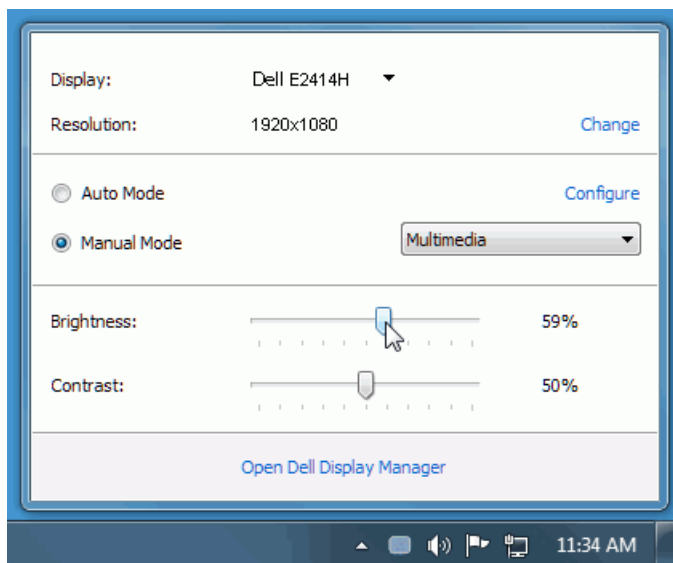 Display: Dell E2414H
Resolution: 1920x1080 Change
Auto Mode Configure
Manual Mode Multimedia
Brightness: 59%
Contrast: 50%
Open Dell Display Manager
11:34 AM